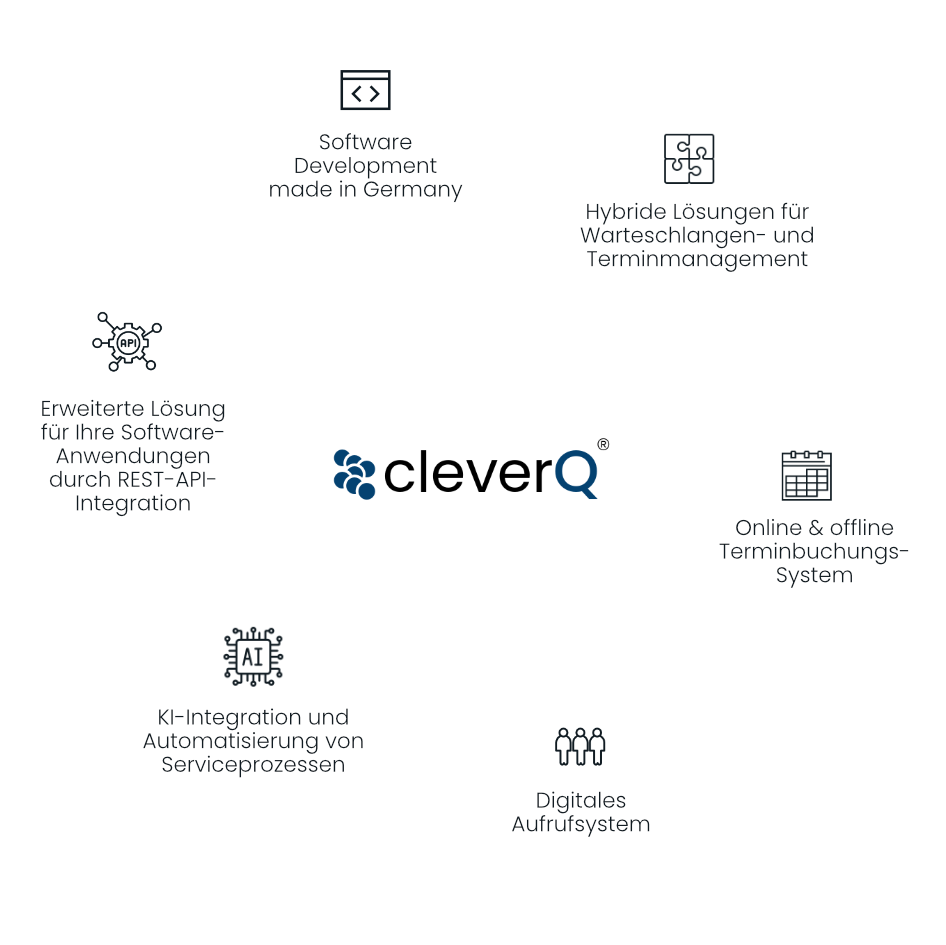 Software
Development
made in Germany
Hybride Lösungen für
Warteschlangen- und
Terminmanagement
API
Erweiterte Lösung
für Ihre Software-
Anwendungen
durch REST-API-
Integration
cleverQ®
Online & offline
Terminbuchungs-
System
AI
KI-Integration und
Automatisierung von
Serviceprozessen
Digitales
Aufrufsystem